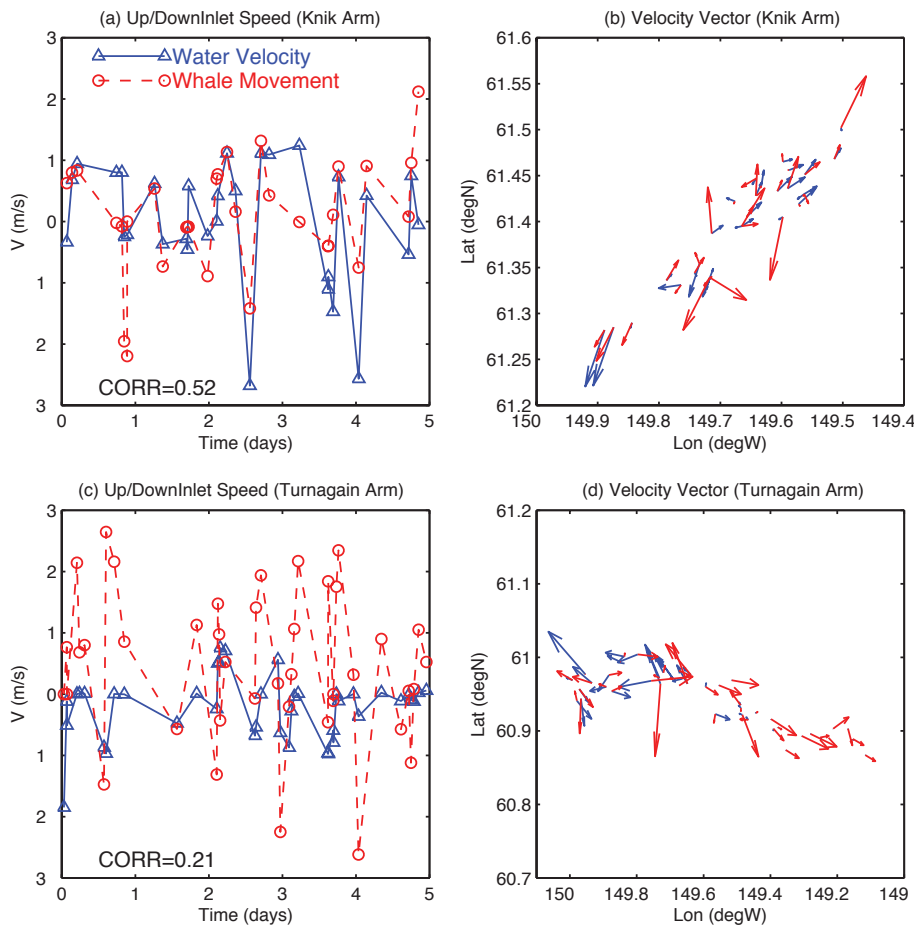 (a) Up/DownInlet Speed (Knik Arm)
3
2
1
0
1
2
3
V (m/s)
Water Velocity
Whale Movement
CORR=0.52
0 1 2 3 4 5
Time (days)
(b) Velocity Vector (Knik Arm)
61.6
61.55
61.5
61.45
61.4
61.35
61.3
61.25
61.2
Lat (degN)
150 149.9 149.8 149.7 149.6 149.5 149.4
Lon (degW)
(c) Up/DownInlet Speed (Turnagain Arm)
3
2
1
0
1
2
3
V (m/s)
CORR=0.21
0 1 2 3 4 5
Time (days)
(d) Velocity Vector (Turnagain Arm)
61.2
61.1
61
60.9
60.8
60.7
Lat (degN)
150 149.8 149.6 149.4 149.2 149
Lon (degW)